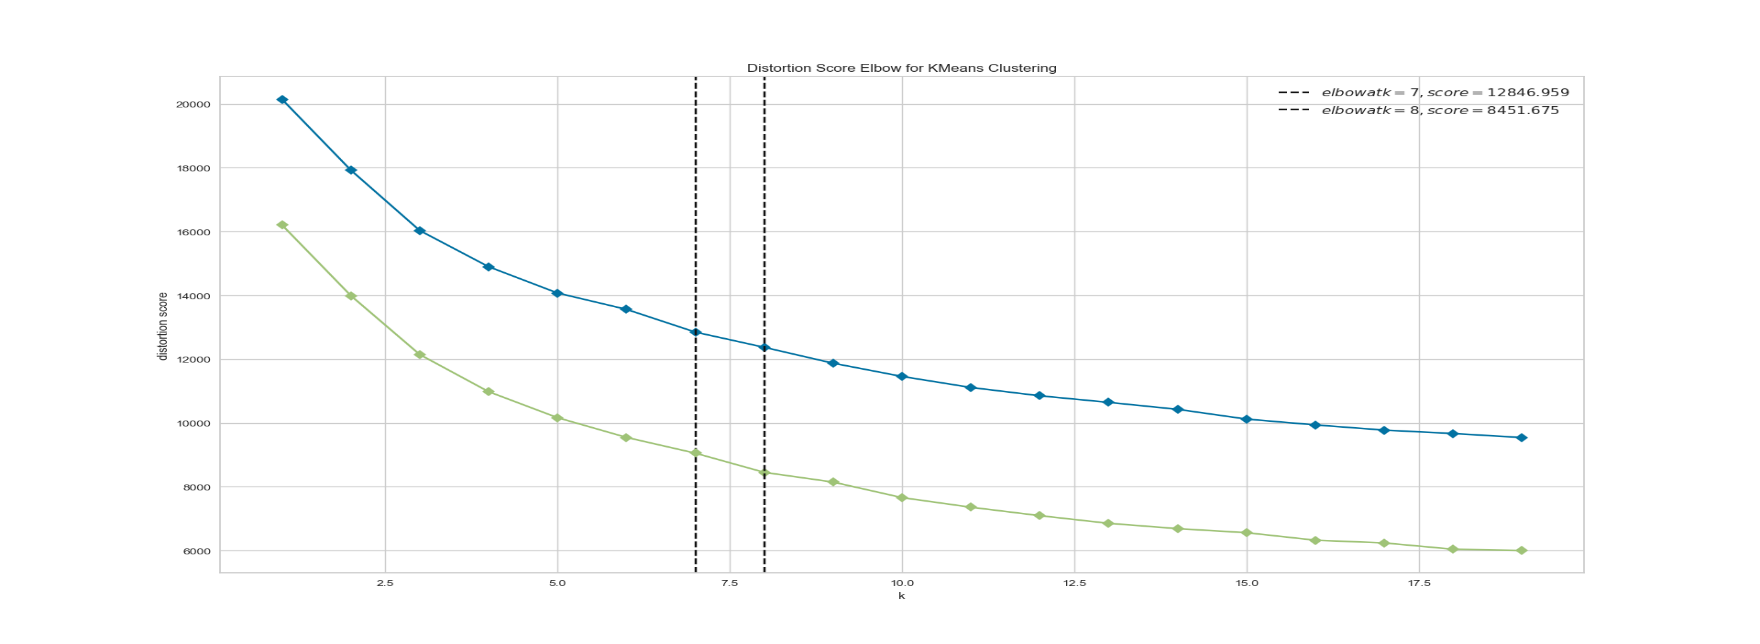 Distortion Score Elbow for KMeans Clustering
elbowatk = 7, score = 12846.959
elbowatk = 8, score = 8451.675
20000
18000
16000
14000
12000
10000
8000
6000
distortion score
2.5 5.0 7.5 10.0 12.5 15.0 17.5
k